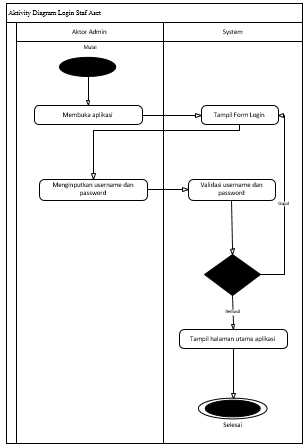 Aktivity Diagram Login Staf Aset
Aktor Admin
System
Mulai
Membuka aplikasi
Tampil Form Login
Menginputkan username dan
password
Validasi username dan
password
Gagal
Berhasil
Tampil halaman utama aplikasi
Selesai